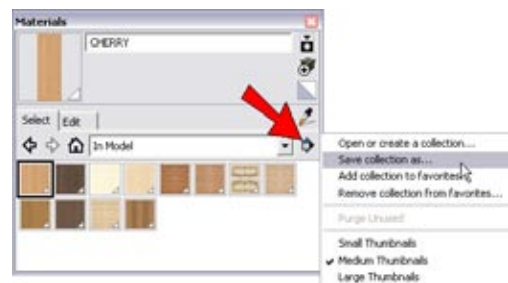 Materials
CHERRY
Select
Edit
In Model
Open or create a collection...
Save collection as...
Add collection to favorites...
Remove collection from favorites...
Purge Unused
Small Thumbnails
Medium Thumbnails
Large Thumbnails